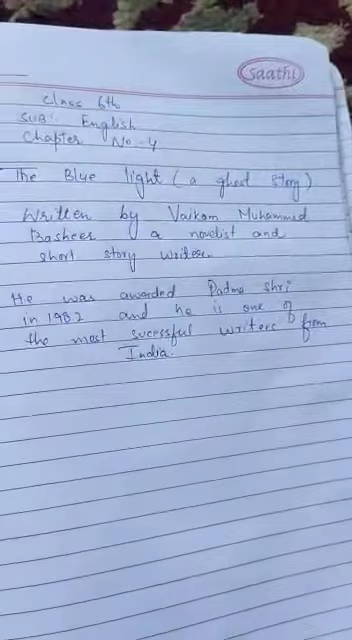 Saathi
Class 6th
SUB: English
Chapter No-4
The Blue light (a ghost story)
Written by Vaikom Muhammed
Basheer, a novelist and
short story writer.
He was awarded Padma Shri
in 1982 and he is one of
the most sucessful writers from
India.